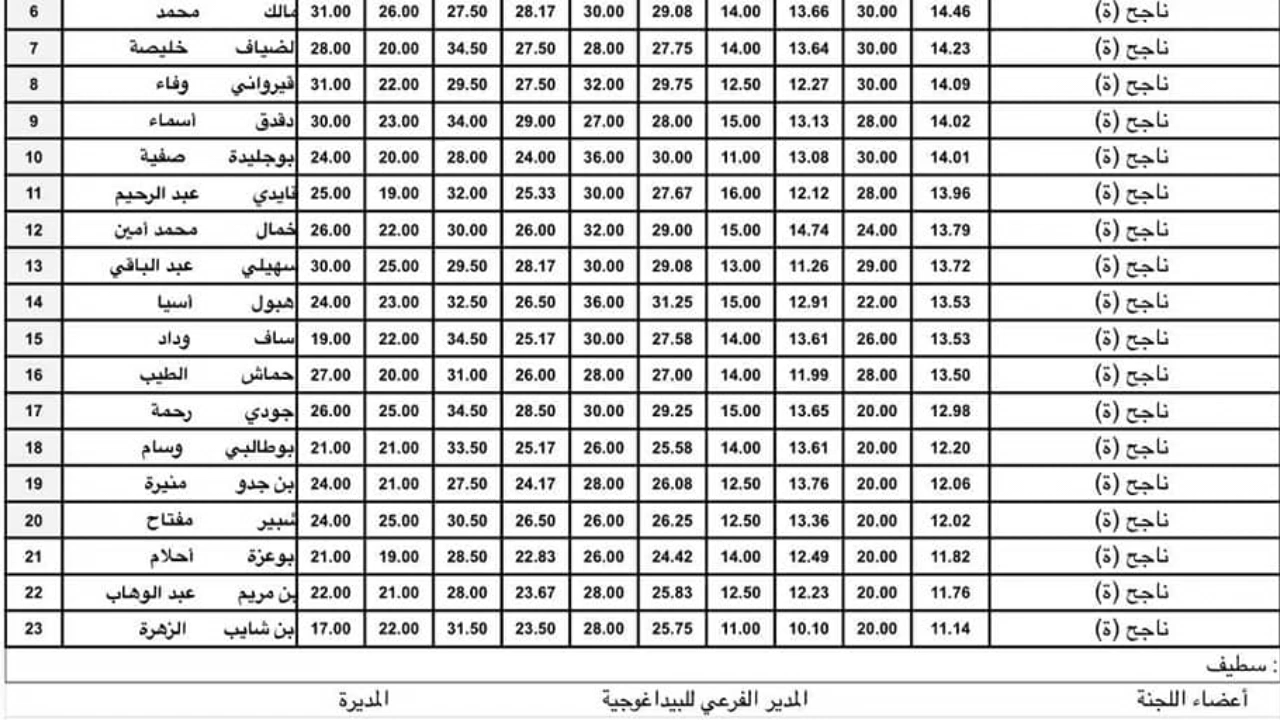 6 مالك محمد 31.00 26.00 27.50 28.17 30.00 29.08 14.00 13.66 30.00 14.46 ناجح (ة)
7 لضياف خليصة 28.00 20.00 34.50 27.50 28.00 27.75 14.00 13.64 30.00 14.23 ناجح (ة)
8 قيرواني وفاء 31.00 22.00 29.50 27.50 32.00 29.75 12.50 12.27 30.00 14.09 ناجح (ة)
9 دقدق أسماء 30.00 23.00 34.00 29.00 27.00 28.00 15.00 13.13 28.00 14.02 ناجح (ة)
10 بوجليدة صفية 24.00 20.00 28.00 24.00 36.00 30.00 11.00 13.08 30.00 14.01 ناجح (ة)
11 قايدي عبد الرحيم 25.00 19.00 32.00 25.33 30.00 27.67 16.00 12.12 28.00 13.96 ناجح (ة)
12 خمال محمد أمين 26.00 22.00 30.00 26.00 32.00 29.00 15.00 14.74 24.00 13.79 ناجح (ة)
13 سهيلي عبد الباقي 30.00 25.00 29.50 28.17 30.00 29.08 13.00 11.26 29.00 13.72 ناجح (ة)
14 هبول أسيا 24.00 23.00 32.50 26.50 36.00 31.25 15.00 12.91 22.00 13.53 ناجح (ة)
15 ساف وداد 19.00 22.00 34.50 25.17 30.00 27.58 14.00 13.61 26.00 13.53 ناجح (ة)
16 حماش الطيب 27.00 20.00 31.00 26.00 28.00 27.00 14.00 11.99 28.00 13.50 ناجح (ة)
17 جودي رحمة 26.00 25.00 34.50 28.50 30.00 29.25 15.00 13.65 20.00 12.98 ناجح (ة)
18 بوطالبي وسام 21.00 21.00 33.50 25.17 26.00 25.58 14.00 13.61 20.00 12.20 ناجح (ة)
19 بن جدو منيرة 24.00 21.00 27.50 24.17 28.00 26.08 12.50 13.76 20.00 12.06 ناجح (ة)
20 شبير مفتاح 24.00 25.00 30.50 26.50 26.00 26.25 12.50 13.36 20.00 12.02 ناجح (ة)
21 بوعزة أحلام 21.00 19.00 28.50 22.83 26.00 24.42 14.00 12.49 20.00 11.82 ناجح (ة)
22 بن مريم عبد الوهاب 22.00 21.00 28.00 23.67 28.00 25.83 12.50 12.23 20.00 11.76 ناجح (ة)
23 بن شايب الزهرة 17.00 22.00 31.50 23.50 28.00 25.75 11.00 10.10 20.00 11.14 ناجح (ة)
: سطيف
أعضاء اللجنة المدير الفرعي للبيداغوجية المديرة